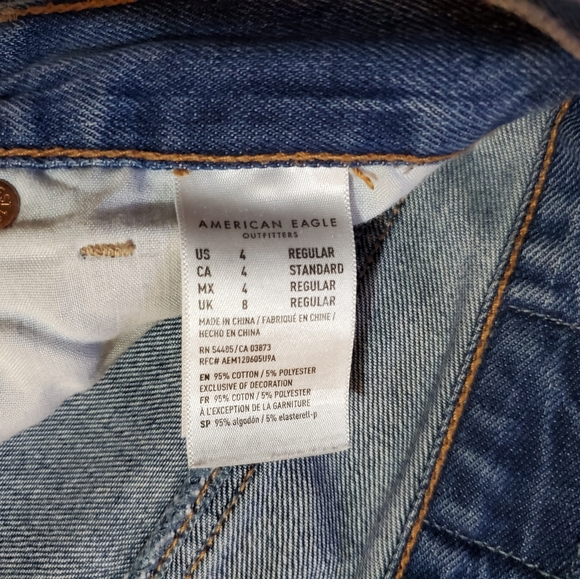 AMERICAN EAGLE
OUTFITTERS
US 4 REGULAR
CA 4 STANDARD
MX 4 REGULAR
UK 8 REGULAR
MADE IN CHINA / FABRIQUÉ EN CHINE /
HECHO EN CHINA
RN 54485 / CA 03873
RFC# AEM120605U9A
EN 95% COTTON / 5% POLYESTER
EXCLUSIVE OF DECORATION
FR 95% COTTON / 5% POLYESTER
À L'EXCEPTION DE LA GARNITURE
SP 95% algodón / 5% elasterell-p